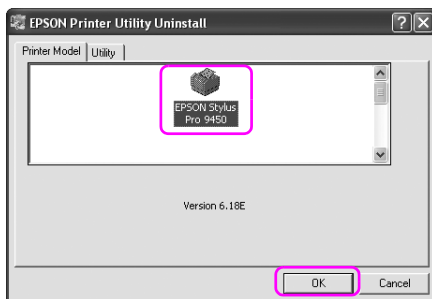 EPSON Printer Utility Uninstall
Printer Model
Utility
EPSON Stylus
Pro 9450
Version 6.18E
OK
Cancel